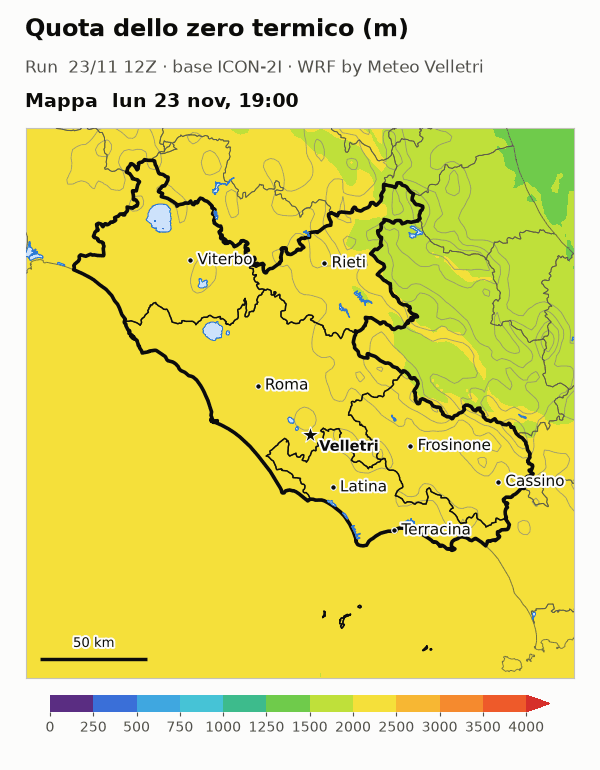 Quota dello zero termico (m)
Run 23/11 12Z · base ICON-2I · WRF by Meteo Velletri
Mappa lun 23 nov, 19:00
Viterbo
Rieti
Roma
Velletri
Frosinone
Latina
Cassino
Terracina
50 km
0 250 500 750 1000 1250 1500 2000 2500 3000 3500 4000